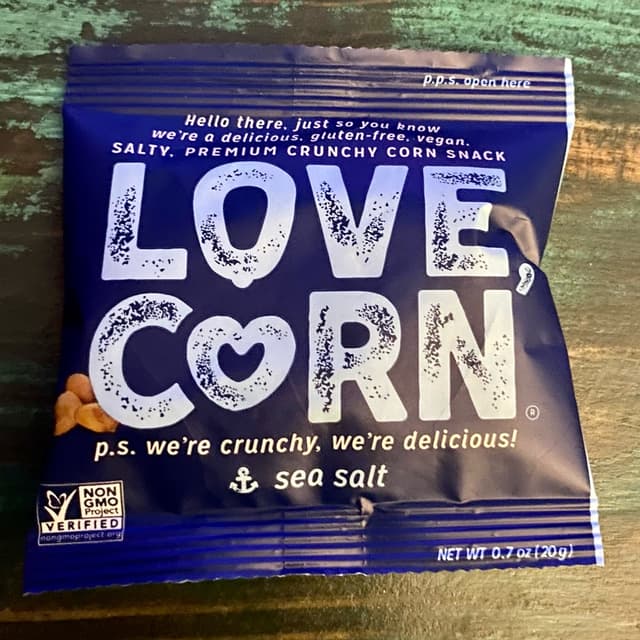 p.p.s. open here
Hello there, just so you know
we're a delicious, gluten-free, vegan,
SALTY, PREMIUM CRUNCHY CORN SNACK
LOVE,
CORN
®
p.s. we're crunchy, we're delicious!
sea salt
NON
GMO
Project
VERIFIED
nongmoproject.org
NET WT 0.7 oz (20g)